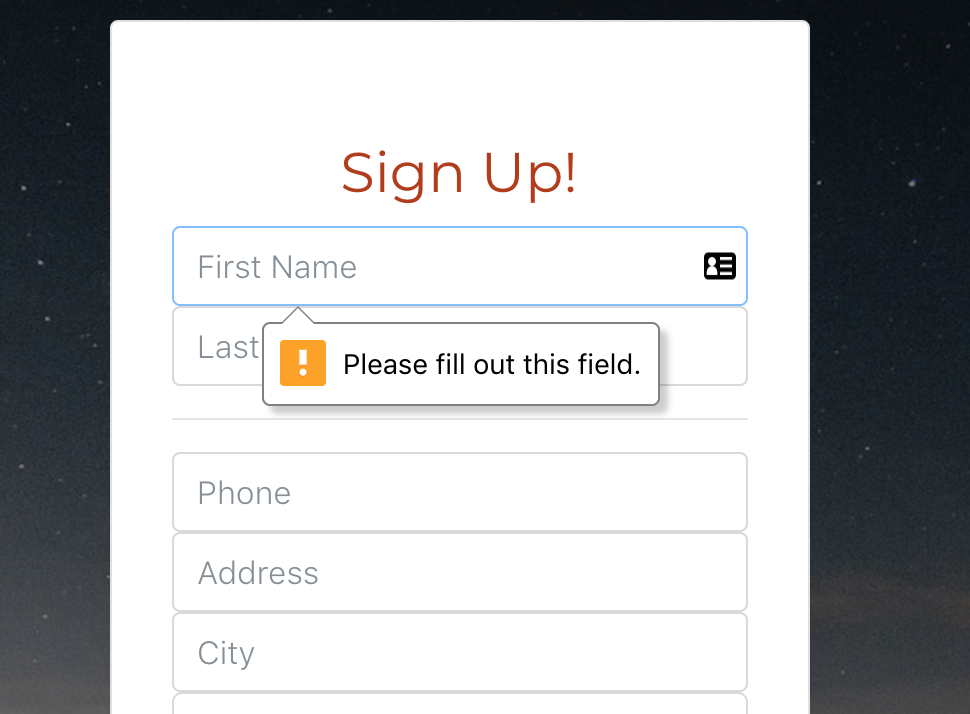 Sign Up!
First Name
Last
Please fill out this field.
Phone
Address
City